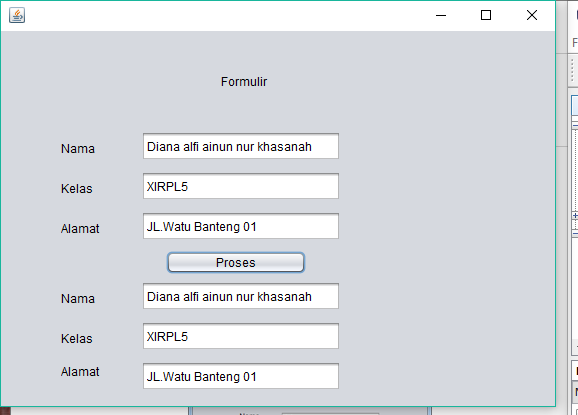 Formulir
Nama Diana alfi ainun nur khasanah
Kelas XIRPL5
Alamat JL.Watu Banteng 01
Proses
Nama Diana alfi ainun nur khasanah
Kelas XIRPL5
Alamat JL.Watu Banteng 01